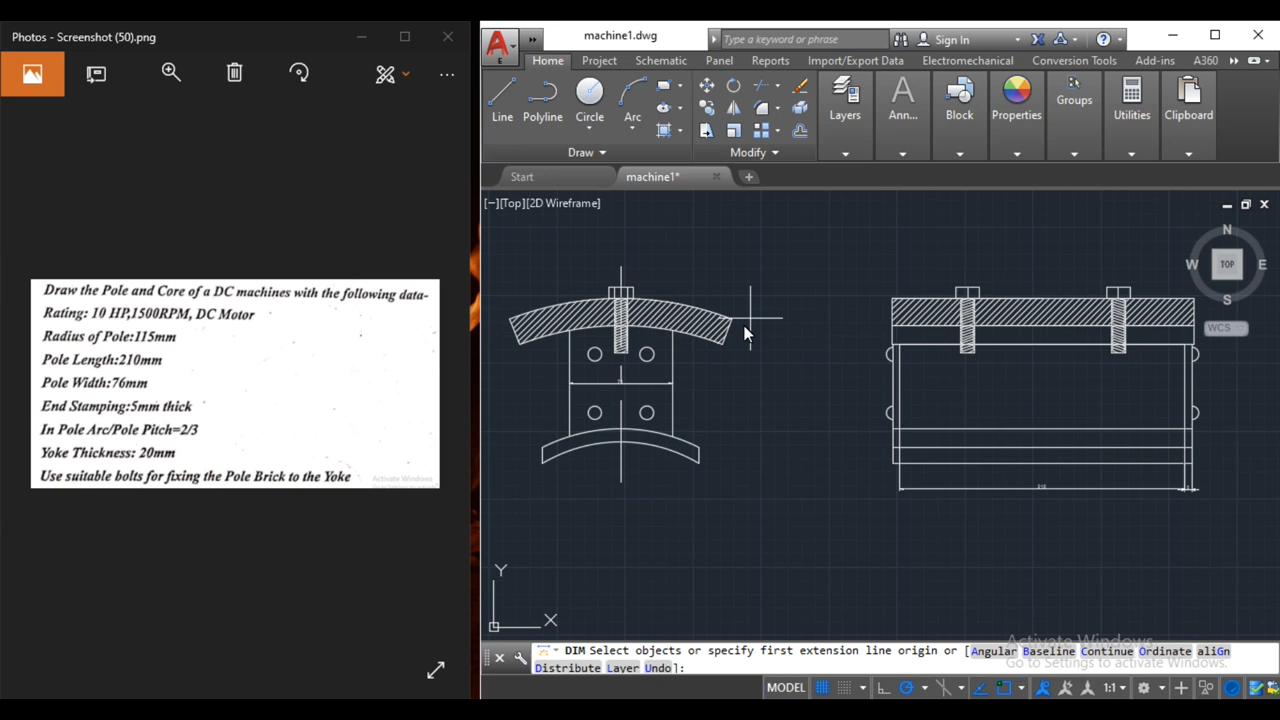 Photos - Screenshot (50).png
Draw the Pole and Core of a DC machines with the following data-
Rating: 10 HP,1500RPM, DC Motor
Radius of Pole:115mm
Pole Length:210mm
Pole Width:76mm
End Stamping:5mm thick
In Pole Arc/Pole Pitch=2/3
Yoke Thickness: 20mm
Use suitable bolts for fixing the Pole Brick to the Yoke
Activate Windows
A
E
machine1.dwg
Type a keyword or phrase
Sign In
Home Project Schematic Panel Reports Import/Export Data Electromechanical Conversion Tools Add-ins A360
Line Polyline Circle Arc
Layers Ann... Block Properties Groups Utilities Clipboard
Draw Modify
Start machine1*
[−][Top][2D Wireframe]
N
W TOP E
S
WCS
Y
X
Activate Windows
Go to Settings to activate Windows.
DIM Select objects or specify first extension line origin or [Angular Baseline Continue Ordinate aliGn
Distribute Layer Undo]:
MODEL 1:1